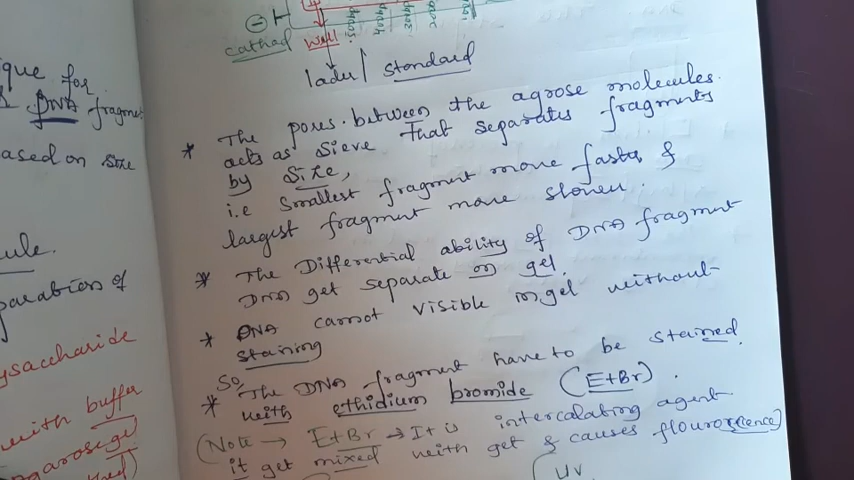 que for
DNA fragment
ased on size
ule.
paration of
ysaccharide
with buffer
Agarose gel
cathod
Well
lader/standard
* The pores between the agrose molecules.
acts as sieve that separates fragments
by size,
i.e smallest fragment move faster &
largest fragment move slower.
* The Differential ability of DNA fragment
DNA get separate on gel.
* DNA cannot visible in gel without
staining
So,
* The DNA fragment have to be stained
with ethidium bromide (EtBr).
(Note → EtBr → It is intercalating agent
it get mixed with gel & causes flourorscence)
UV